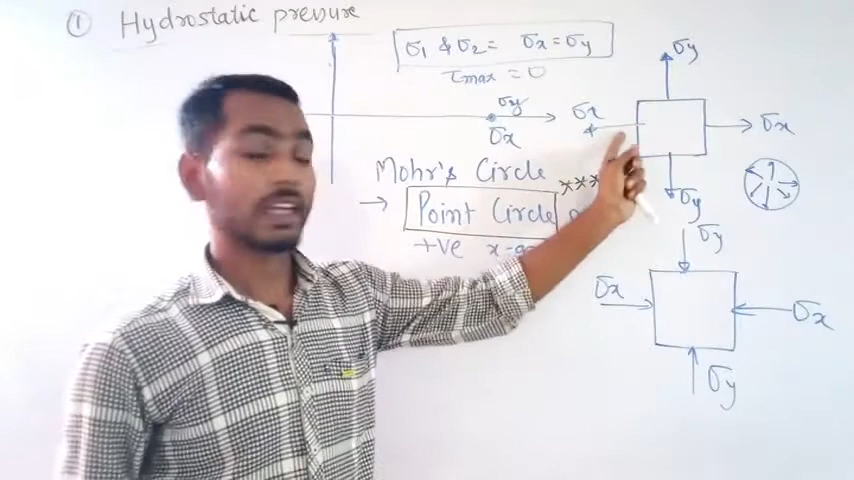 ① Hydrostatic pressure
σ1 & σ2 = σx = σy
τmax = 0
σy
σx
σy
σx
σx
σy
Mohr's Circle ***
→ Point Circle
+ve
σy
σx
σx
σy